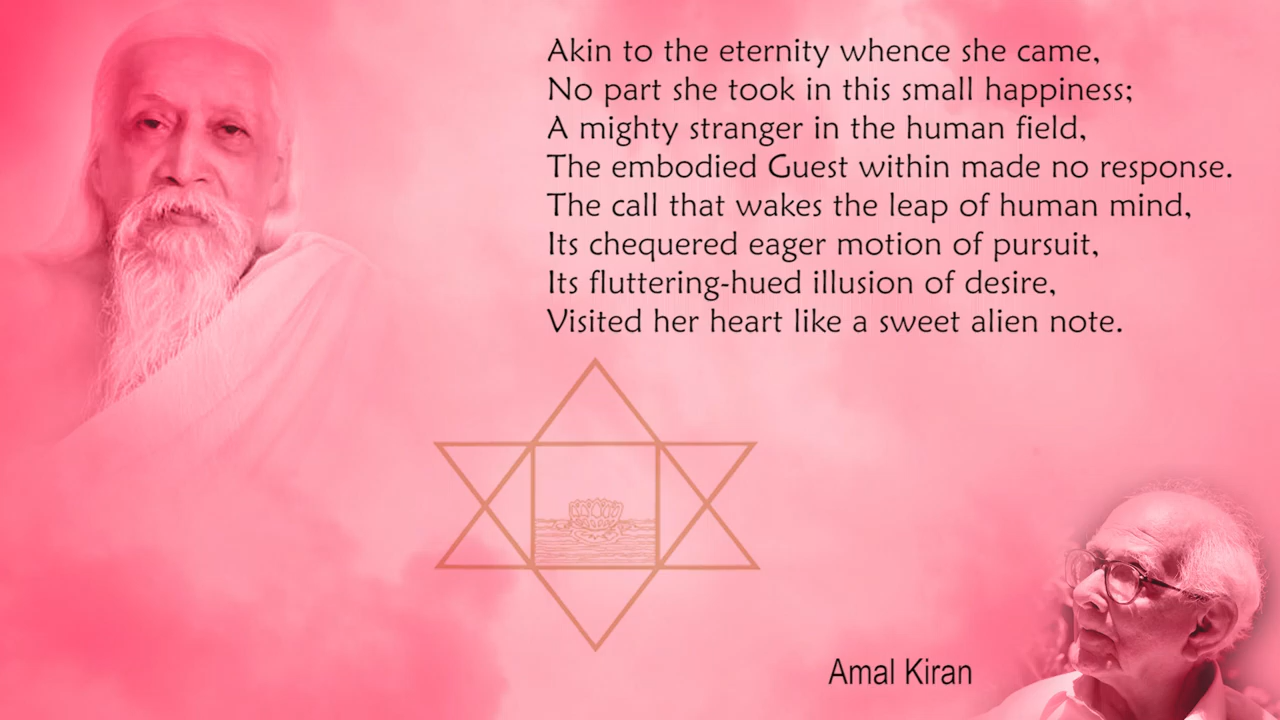 Akin to the eternity whence she came,
No part she took in this small happiness;
A mighty stranger in the human field,
The embodied Guest within made no response.
The call that wakes the leap of human mind,
Its chequered eager motion of pursuit,
Its fluttering-hued illusion of desire,
Visited her heart like a sweet alien note.
Amal Kiran